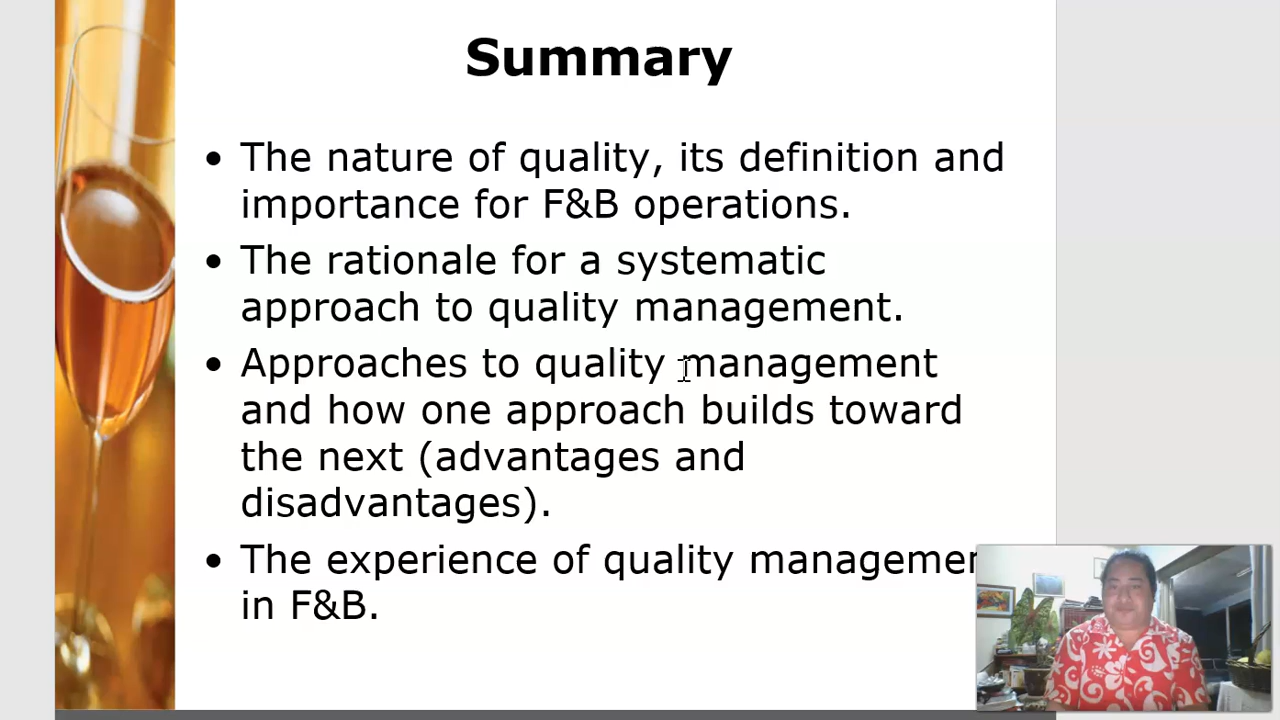 Summary
• The nature of quality, its definition and
importance for F&B operations.
• The rationale for a systematic
approach to quality management.
• Approaches to quality management
and how one approach builds toward
the next (advantages and
disadvantages).
• The experience of quality managemen
in F&B.